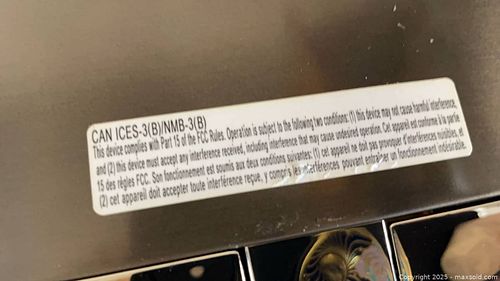 CAN ICES-3(B)/NMB-3(B)
This device complies with Part 15 of the FCC Rules. Operation is subject to the following two conditions: (1) this device may not cause harmful interference,
and (2) this device must accept any interference received, including interference that may cause undesired operation. Cet appareil est conforme à la partie
15 des règles FCC. Son fonctionnement est soumis aux deux conditions suivantes: (1) cet appareil ne doit pas provoquer d'interférences nuisibles, et
(2) cet appareil doit accepter toute interférence reçue, y compris les interférences pouvant entraîner un fonctionnement indésirable.
Copyright 2025 - maxsold.com